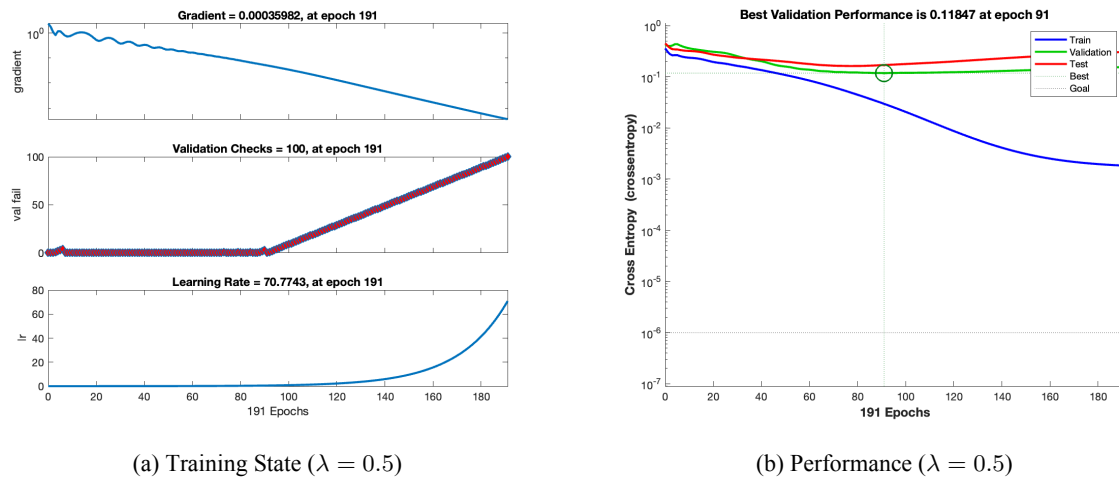 Gradient = 0.00035982, at epoch 191
10^0
gradient
Validation Checks = 100, at epoch 191
100
50
0
val fail
Learning Rate = 70.7743, at epoch 191
80
60
40
20
0
lr
0 20 40 60 80 100 120 140 160 180
191 Epochs
(a) Training State (λ = 0.5)
Best Validation Performance is 0.11847 at epoch 91
10^0
10^-1
10^-2
10^-3
10^-4
10^-5
10^-6
10^-7
Cross Entropy (crossentropy)
Train
Validation
Test
Best
Goal
0 20 40 60 80 100 120 140 160 180
191 Epochs
(b) Performance (λ = 0.5)